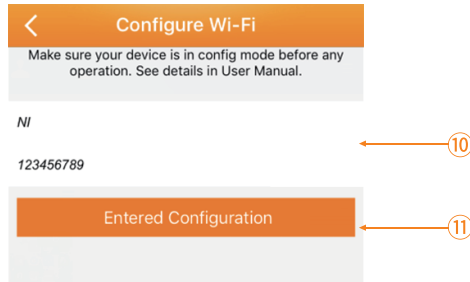 Configure Wi-Fi
Make sure your device is in config mode before any
operation. See details in User Manual.
NI
10
123456789
Entered Configuration
11